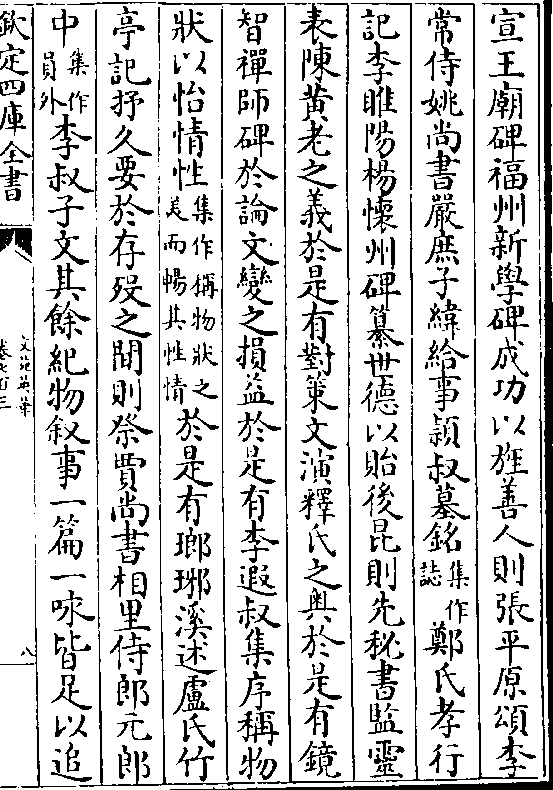 宣王廟碑福州新學碑成功以旌善人則張平原頌李
常侍姚尚書嚴庶子緯給事頴叔墓銘集作誌鄭氏孝行
記李睢陽楊懷州碑纂世德以貽後昆則先秘書監靈
表陳黃老之義於是有對策文演釋氏之奥於是有鏡
智禪師碑於論文變之損益於是有李遐叔集序稱物
狀以怡情性集作稱物狀之美而暢其性情於是有瑯琊溪述盧氏竹
亭記抒久要於存殁之間則祭賈尚書相里侍郎元郎
中集作員外李叔子文其餘紀物叙事一篇一咏皆足以追
欽定四庫全書
文苑英華
卷七百三
八